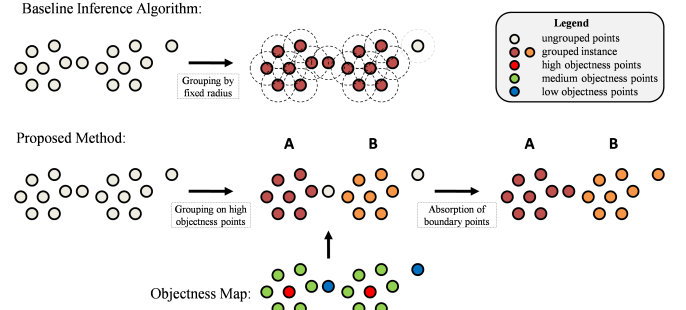 Baseline Inference Algorithm:
Grouping by
fixed radius
Legend
ungrouped points
grouped instance
high objectness points
medium objectness points
low objectness points
Proposed Method:
A
B
A
B
Grouping on high
objectness points
Absorption of
boundary points
Objectness Map: